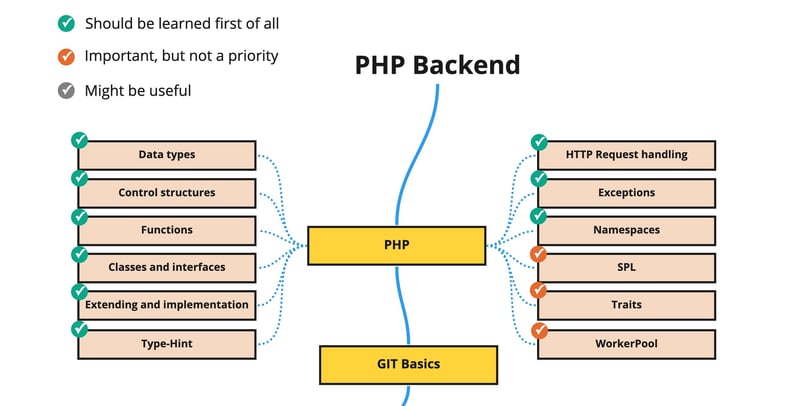 Should be learned first of all
Important, but not a priority
Might be useful
PHP Backend
Data types
Control structures
Functions
Classes and interfaces
Extending and implementation
Type-Hint
PHP
HTTP Request handling
Exceptions
Namespaces
SPL
Traits
WorkerPool
GIT Basics